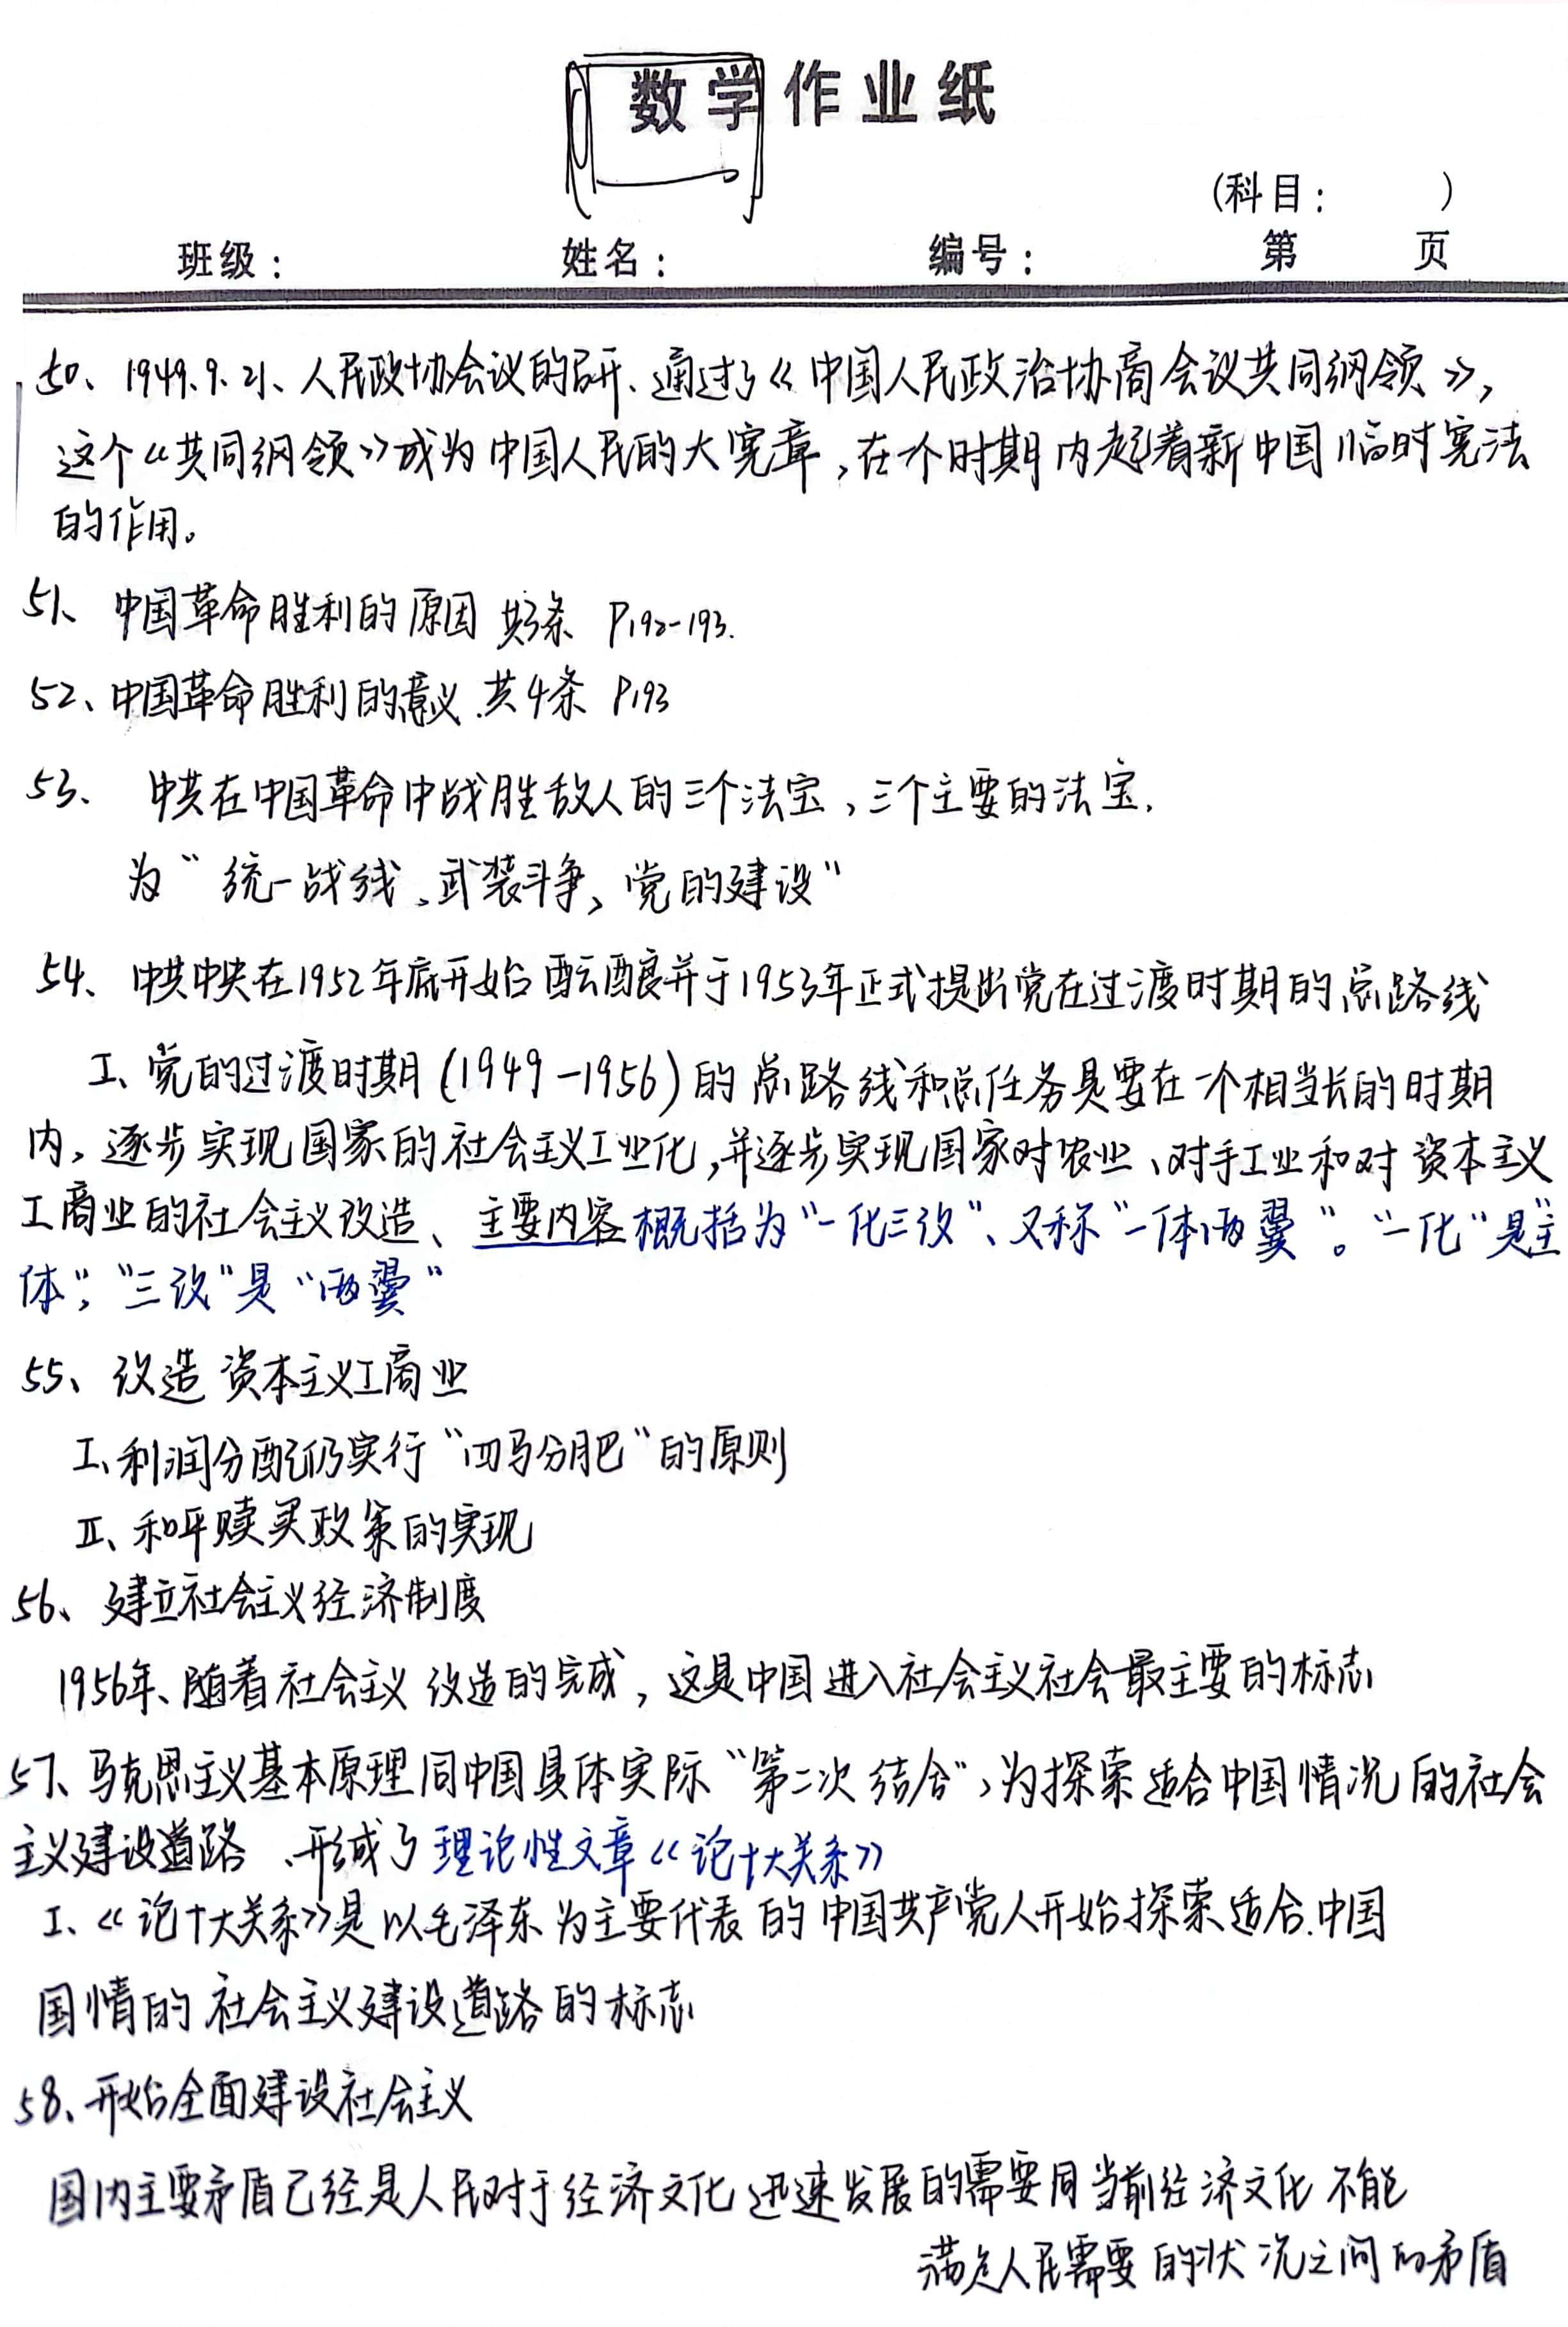 数学作业纸
(科目: )
班级: 姓名: 编号: 第 页
50、1949.9.21、人民政协会议的召开、通过了《中国人民政治协商会议共同纲领》,
这个《共同纲领》成为中国人民的大宪章,在一个时期内起着新中国临时宪法
的作用。
51、中国革命胜利的原因 共3条 P192-193.
52、中国革命胜利的意义.共4条 P193
53、 中共在中国革命中战胜敌人的三个法宝,三个主要的法宝.
为"统一战线、武装斗争、党的建设"
54、中共中央在1952年底开始酝酿并于1953年正式提出党在过渡时期的总路线
I、党的过渡时期(1949-1956)的总路线和总任务是要在一个相当长的时期
内,逐步实现国家的社会主义工业化,并逐步实现国家对农业、对手工业和对资本主义
工商业的社会主义改造、主要内容概括为"一化三改"、又称"一体两翼"。"一化"是"主
体";"三改"是"两翼"
55、改造资本主义工商业
I、利润分配仍实行"四马分肥"的原则
II、和平赎买政策的实现
56、建立社会主义经济制度
1956年、随着社会主义改造的完成,这是中国进入社会主义社会最主要的标志
57、马克思主义基本原理同中国具体实际"第二次结合",为探索适合中国情况的社会
主义建设道路、形成了理论性文章《论十大关系》
I、《论十大关系》是以毛泽东为主要代表的中国共产党人开始探索适合.中国
国情的社会主义建设道路的标志
58、开始全面建设社会主义
国内主要矛盾已经是人民对于经济文化迅速发展的需要同当前经济文化不能
满足人民需要的状况之间的矛盾